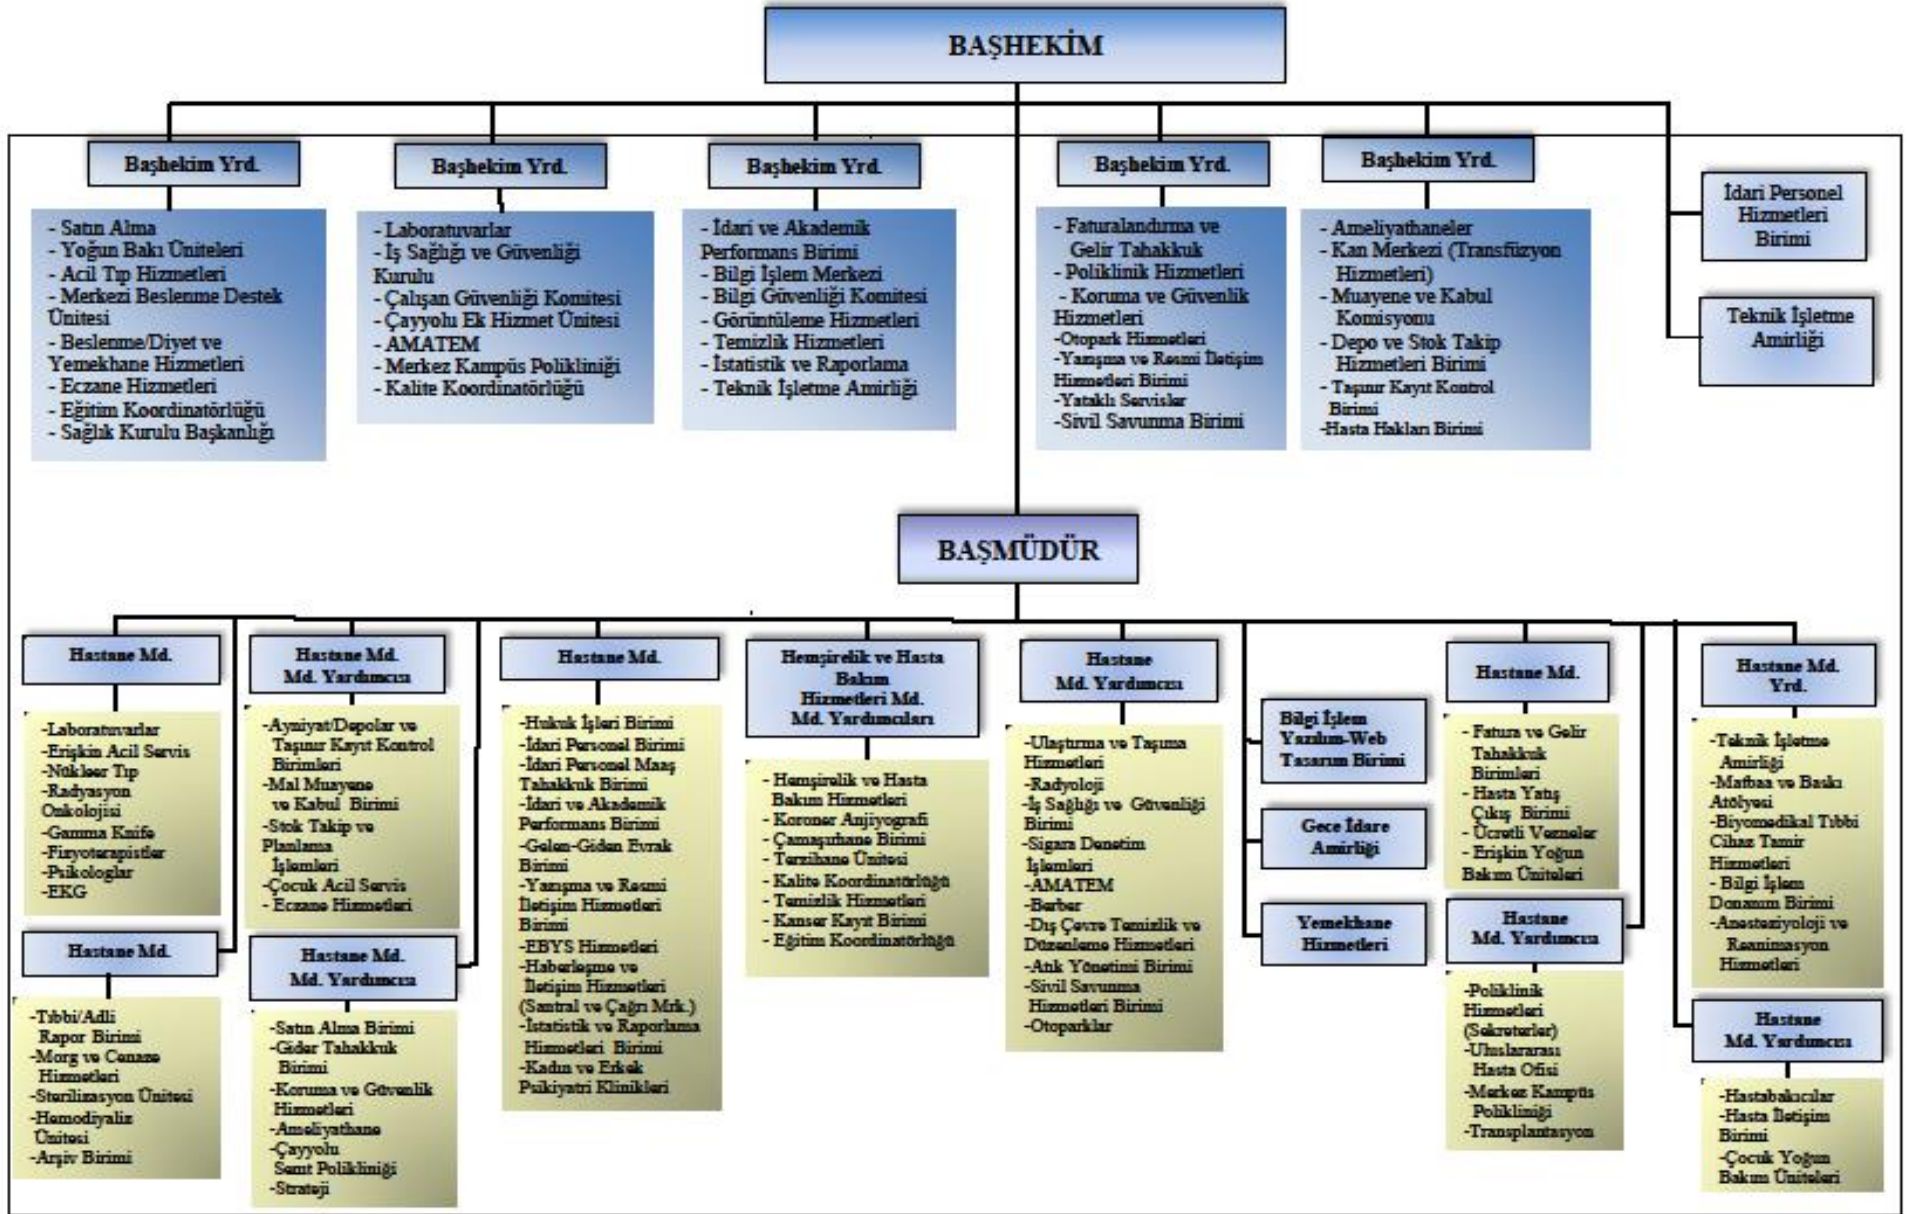 BAŞHEKİM
Başhekim Yrd.
- Satın Alma
- Yoğun Bakı Üniteleri
- Acil Tıp Hizmetleri
- Merkezi Beslenme Destek
Ünitesi
- Beslenme/Diyet ve
Yemekhane Hizmetleri
- Eczane Hizmetleri
- Eğitim Koordinatörlüğü
- Sağlık Kurulu Başkanlığı
Başhekim Yrd.
- Laboratuvarlar
- İş Sağlığı ve Güvenliği
Kurulu
- Çalışan Güvenliği Komitesi
- Çayyolu Ek Hizmet Ünitesi
- AMATEM
- Merkez Kampüs Polikliniği
- Kalite Koordinatörlüğü
Başhekim Yrd.
- İdari ve Akademik
Performans Birimi
- Bilgi İşlem Merkezi
- Bilgi Güvenliği Komitesi
- Görüntüleme Hizmetleri
- Temizlik Hizmetleri
- İstatistik ve Raporlama
- Teknik İşletme Amirliği
Başhekim Yrd.
- Faturalandırma ve
Gelir Tahakkuk
- Poliklinik Hizmetleri
- Koruma ve Güvenlik
Hizmetleri
-Otopark Hizmetleri
-Yazışma ve Resmi İletişim
Hizmetleri Birimi
-Yataklı Servisler
-Sivil Savunma Birimi
Başhekim Yrd.
- Ameliyathaneler
- Kan Merkezi (Transfüzyon
Hizmetleri)
- Muayene ve Kabul
Komisyonu
- Depo ve Stok Takip
Hizmetleri Birimi
- Taşınır Kayıt Kontrol
Birimi
-Hasta Hakları Birimi
İdari Personel
Hizmetleri
Birimi
Teknik İşletme
Amirliği
BAŞMÜDÜR
Hastane Md.
-Laboratuvarlar
-Erişkin Acil Servis
-Nükleer Tıp
-Radyasyon
Onkolojisi
-Gamma Knife
-Fizyoterapistler
-Psikologlar
-EKG
Hastane Md.
-Tıbbi/Adli
Rapor Birimi
-Morg ve Cenaze
Hizmetleri
-Sterilizasyon Ünitesi
-Hemodiyaliz
Ünitesi
-Arşiv Birimi
Hastane Md.
Md. Yardımcısı
-Ayniyat/Depolar ve
Taşınır Kayıt Kontrol
Birimleri
-Mal Muayene
ve Kabul Birimi
-Stok Takip ve
Planlama
İşlemleri
-Çocuk Acil Servis
- Eczane Hizmetleri
Hastane Md.
Md. Yardımcısı
-Satın Alma Birimi
-Gider Tahakkuk
Birimi
-Koruma ve Güvenlik
Hizmetleri
-Ameliyathane
-Çayyolu
Semt Polikliniği
-Strateji
Hastane Md.
-Hukuk İşleri Birimi
-İdari Personel Birimi
-İdari Personel Maaş
Tahakkuk Birimi
-İdari ve Akademik
Performans Birimi
-Gelen-Giden Evrak
Birimi
-Yazışma ve Resmi
İletişim Hizmetleri
Birimi
-EBYS Hizmetleri
-Haberleşme ve
İletişim Hizmetleri
(Santral ve Çağrı Mrk.)
-İstatistik ve Raporlama
Hizmetleri Birimi
-Kadın ve Erkek
Psikiyatri Klinikleri
Hemşirelik ve Hasta
Bakım
Hizmetleri Md.
Md. Yardımcıları
- Hemşirelik ve Hasta
Bakım Hizmetleri
- Koroner Anjiyografi
- Çamaşırhane Birimi
- Terzihane Ünitesi
- Kalite Koordinatörlüğü
- Temizlik Hizmetleri
- Kanser Kayıt Birimi
- Eğitim Koordinatörlüğü
Hastane
Md. Yardımcısı
-Ulaştırma ve Taşıma
Hizmetleri
-Radyoloji
-İş Sağlığı ve Güvenliği
Birimi
-Sigara Denetim
İşlemleri
-AMATEM
-Berber
-Dış Çevre Temizlik ve
Düzenleme Hizmetleri
-Atık Yönetimi Birimi
-Sivil Savunma
Hizmetleri Birimi
-Otoparklar
Bilgi İşlem
Yazılım-Web
Tasarım Birimi
Gece İdare
Amirliği
Yemekhane
Hizmetleri
Hastane Md.
- Fatura ve Gelir
Tahakkuk
Birimleri
- Hasta Yatış
Çıkış Birimi
- Ücretli Vezneler
- Erişkin Yoğun
Bakım Üniteleri
Hastane
Md. Yardımcısı
-Poliklinik
Hizmetleri
(Sekreterler)
-Uluslararası
Hasta Ofisi
-Merkez Kampüs
Polikliniği
-Transplantasyon
Hastane Md.
Yrd.
-Teknik İşletme
Amirliği
-Matbaa ve Baskı
Atölyesi
-Biyomedikal Tıbbi
Cihaz Tamir
Hizmetleri
- Bilgi İşlem
Donanım Birimi
-Anesteziyoloji ve
Reanimasyon
Hizmetleri
Hastane
Md. Yardımcısı
-Hastabakıcılar
-Hasta İletişim
Birimi
-Çocuk Yoğun
Bakım Üniteleri